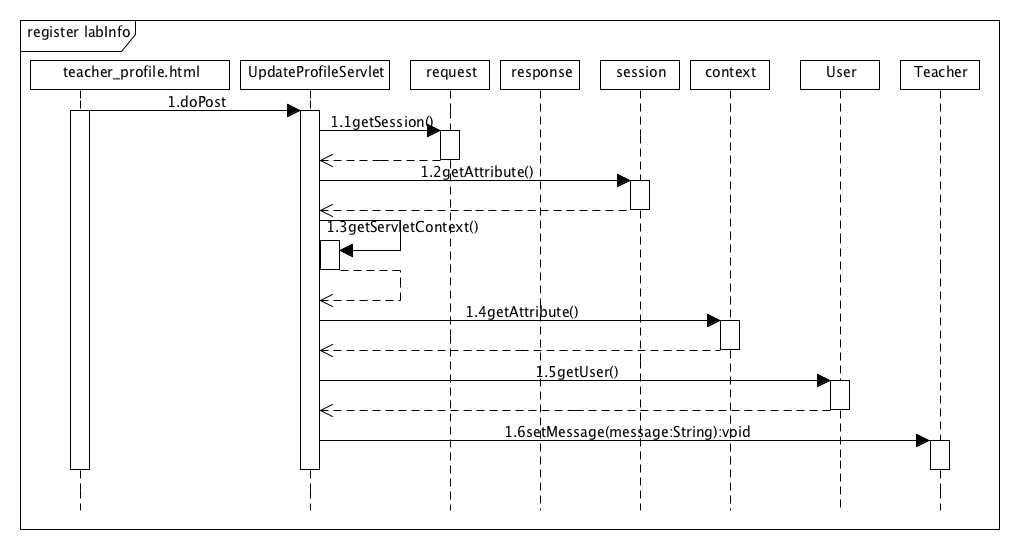 register labInfo
teacher_profile.html
UpdateProfileServlet
request
response
session
context
User
Teacher
1.doPost
1.1getSession()
1.2getAttribute()
1.3getServletContext()
1.4getAttribute()
1.5getUser()
1.6setMessage(message:String):void